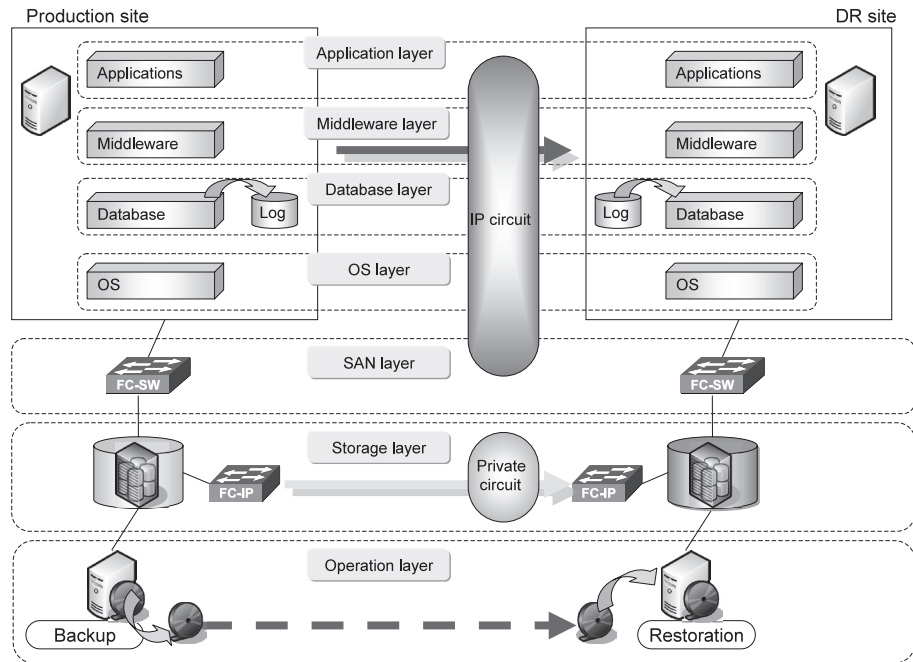 Production site
DR site
Application layer
Applications
Applications
Middleware layer
Middleware
Middleware
Database layer
Database
Log
IP circuit
Log
Database
OS layer
OS
OS
SAN layer
FC-SW
FC-SW
Storage layer
Private
circuit
FC-IP
FC-IP
Operation layer
Backup
Restoration